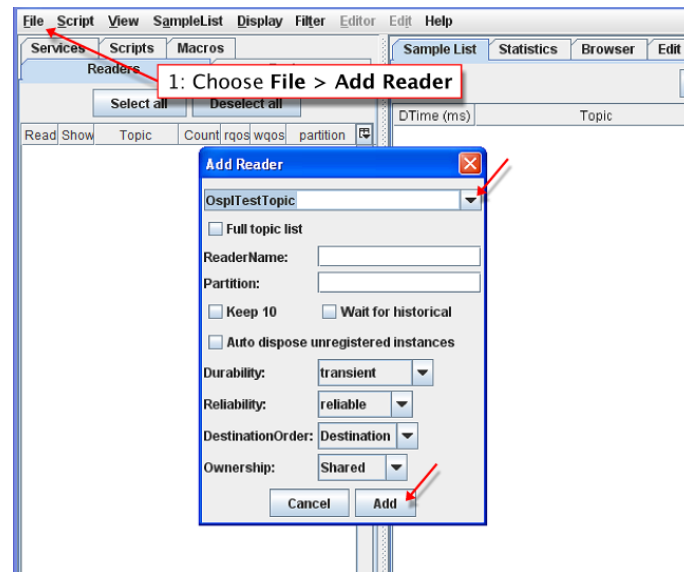 File Script View SampleList Display Filter Editor Edit Help
Services Scripts Macros
Sample List Statistics Browser Edit
Readers
1: Choose File > Add Reader
Select all Deselect all
DTime (ms) Topic
Read Show Topic Count rqos wqos partition
Add Reader
OsplTestTopic
Full topic list
ReaderName:
Partition:
Keep 10 Wait for historical
Auto dispose unregistered instances
Durability: transient
Reliability: reliable
DestinationOrder: Destination
Ownership: Shared
Cancel Add